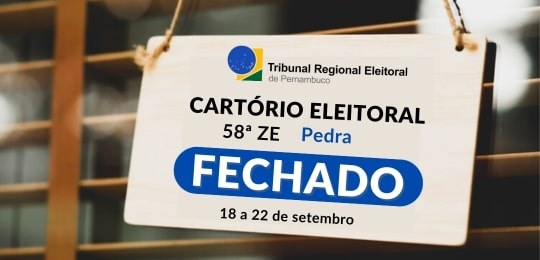 Tribunal Regional Eleitoral
de Pernambuco
CARTÓRIO ELEITORAL
58ª ZE Pedra
FECHADO
18 a 22 de setembro